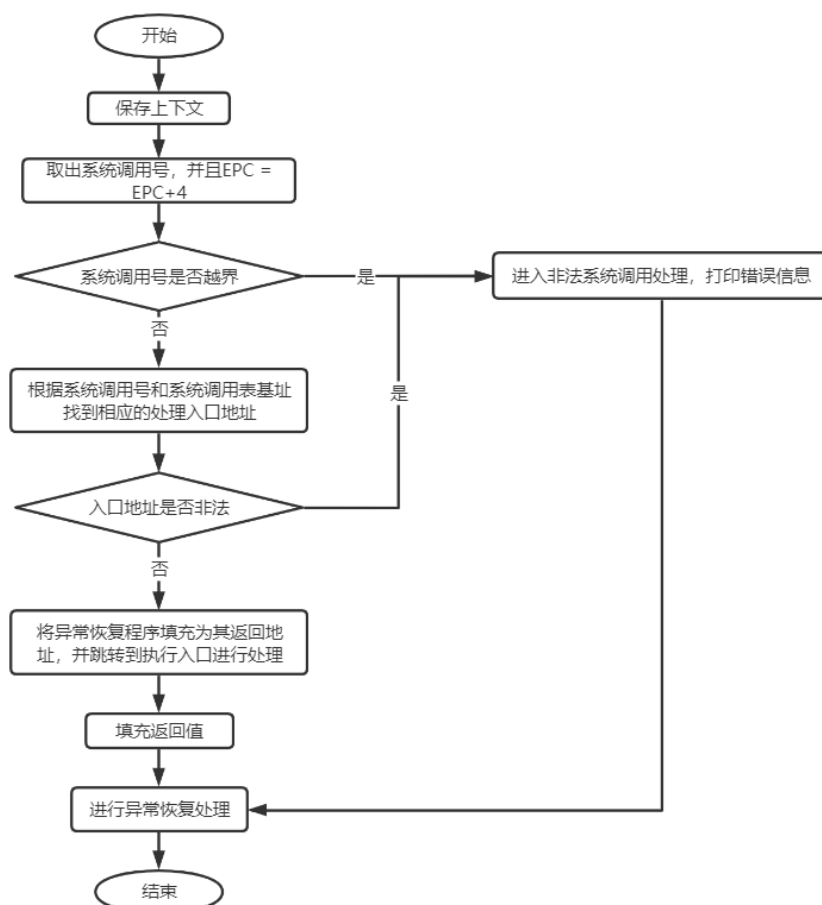 开始
保存上下文
取出系统调用号，并且EPC =
EPC+4
系统调用号是否越界
是
进入非法系统调用处理，打印错误信息
否
根据系统调用号和系统调用表基址
找到相应的处理入口地址
是
入口地址是否非法
否
将异常恢复程序填充为其返回地
址，并跳转到执行入口进行处理
填充返回值
进行异常恢复处理
结束